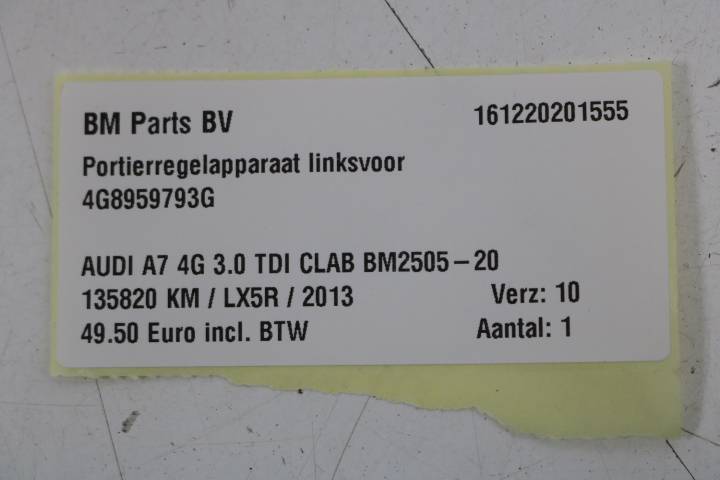 BM Parts BV 161220201555
Portierregelapparaat linksvoor
4G8959793G
AUDI A7 4G 3.0 TDI CLAB BM2505-20
135820 KM / LX5R / 2013 Verz: 10
49.50 Euro incl. BTW Aantal: 1